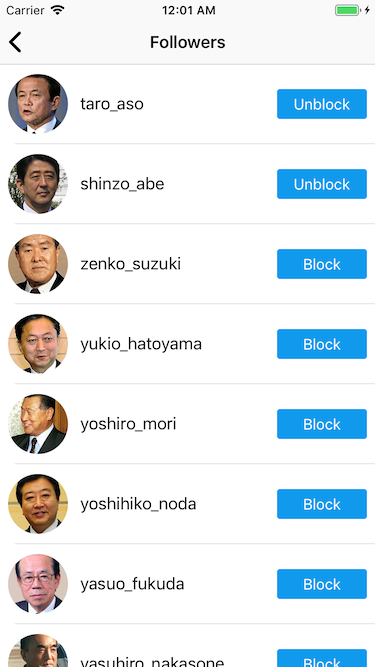 Carrier 12:01 AM
Followers
taro_aso Unblock
shinzo_abe Unblock
zenko_suzuki Block
yukio_hatoyama Block
yoshiro_mori Block
yoshihiko_noda Block
yasuo_fukuda Block
yasuhiro_nakasone Block